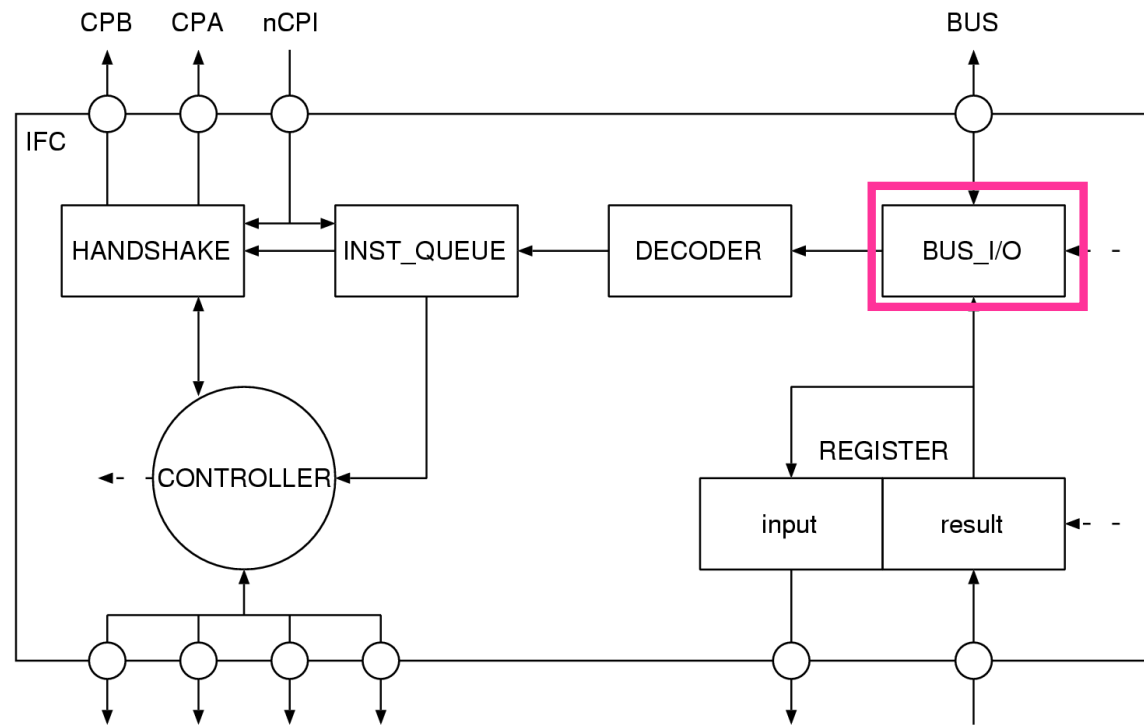 CPB CPA nCPI BUS
IFC
HANDSHAKE INST_QUEUE DECODER BUS_I/O
REGISTER
CONTROLLER
input result